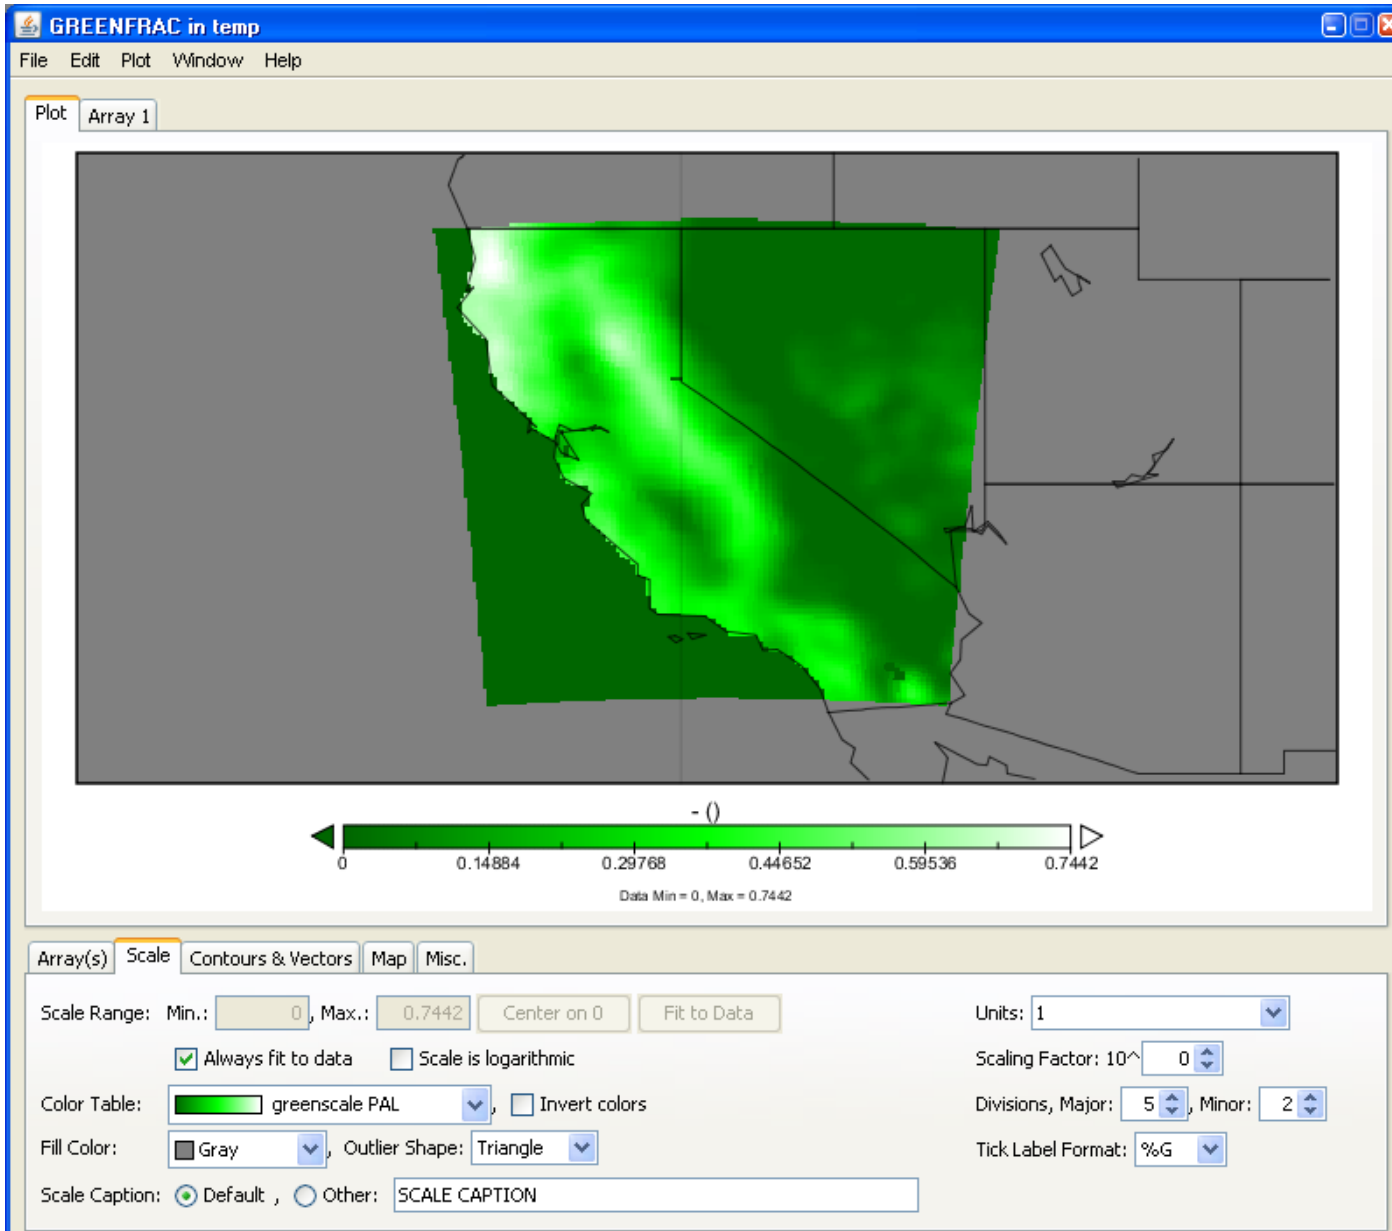 GREENFRAC in temp
File Edit Plot Window Help
Plot Array 1
- ()
0 0.14884 0.29768 0.44652 0.59536 0.7442
Data Min = 0, Max = 0.7442
Array(s) Scale Contours & Vectors Map Misc.
Scale Range: Min.: 0 , Max.: 0.7442 Center on 0 Fit to Data Units: 1
Always fit to data Scale is logarithmic Scaling Factor: 10^ 0
Color Table: greenscale PAL , Invert colors Divisions, Major: 5 , Minor: 2
Fill Color: Gray , Outlier Shape: Triangle Tick Label Format: %G
Scale Caption: Default , Other: SCALE CAPTION